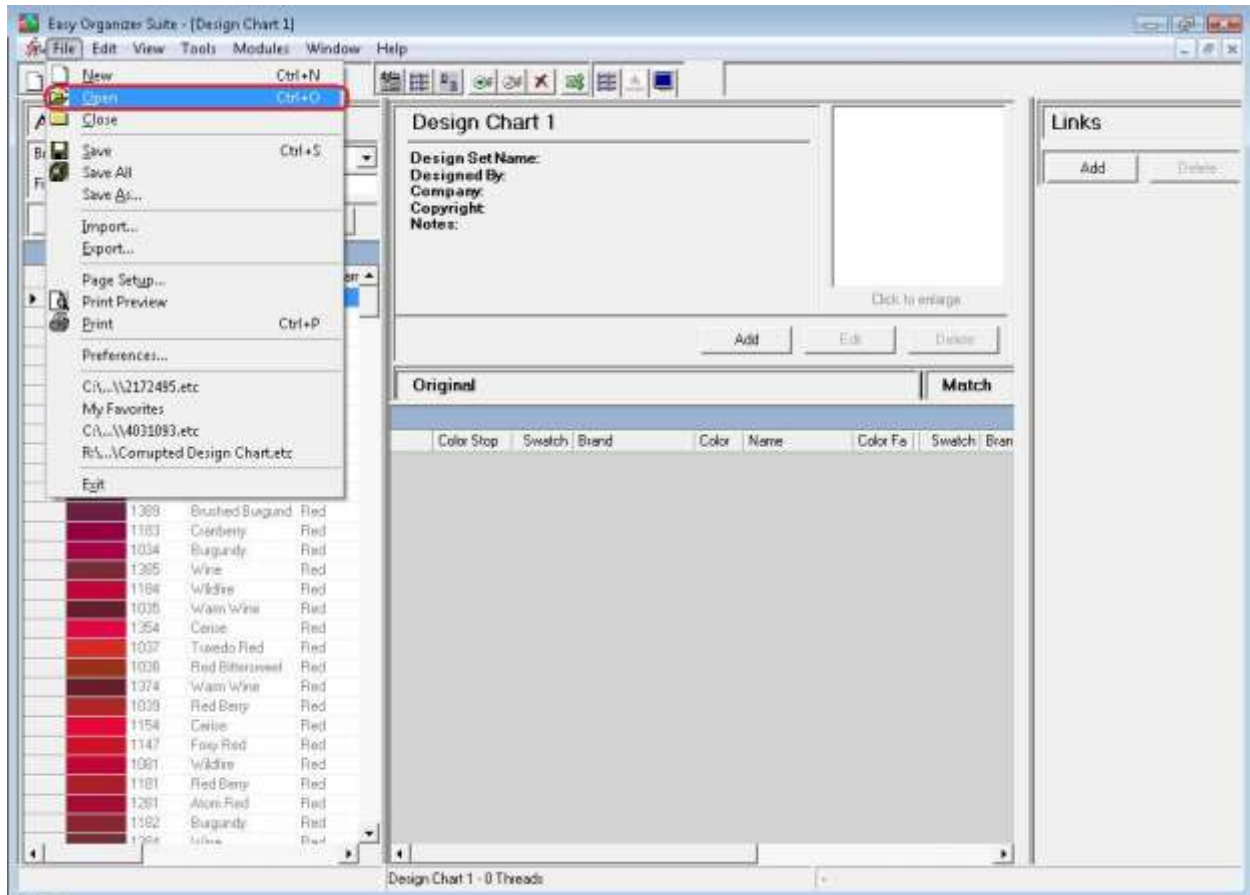 Easy Organizer Suite - [Design Chart 1]
File Edit View Tools Modules Window Help
New Ctrl+N
Open Ctrl+O
Close
Save Ctrl+S
Save All
Save As...
Import...
Export...
Page Setup...
Print Preview
Print Ctrl+P
Preferences...
C:\...\\2172495.etc
My Favorites
C:\...\\4031093.etc
R:\...\Corrupted Design Chart.etc
Exit
1389 Brushed Burgund Red
1183 Cranberry Red
1034 Burgundy Red
1385 Wine Red
1184 Wildfire Red
1035 Warm Wine Red
1354 Cerise Red
1037 Tuxedo Red Red
1038 Red Bittersweet Red
1374 Warm Wine Red
1039 Red Berry Red
1154 Cerise Red
1147 Foxy Red Red
1081 Wildfire Red
1181 Red Berry Red
1281 Atom Red Red
1182 Burgundy Red
Wine Red
Design Chart 1
Design Set Name:
Designed By:
Company:
Copyright:
Notes:
Click to enlarge
Add Edit Delete
Original Match
Color Stop Swatch Brand Color Name Color Fa Swatch Bran
Links
Add Delete
Design Chart 1 - 0 Threads